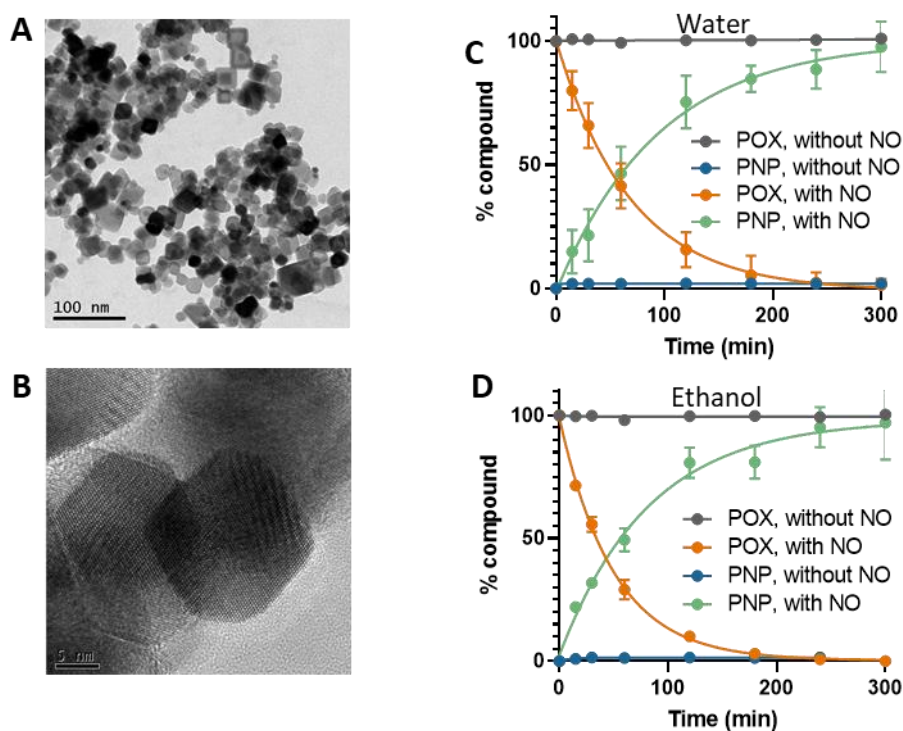 A
100 nm
B
5 nm
C
Water
% compound
100
50
0
POX, without NO
PNP, without NO
POX, with NO
PNP, with NO
0
100
200
300
Time (min)
D
Ethanol
% compound
100
50
0
POX, without NO
POX, with NO
PNP, without NO
PNP, with NO
0
100
200
300
Time (min)